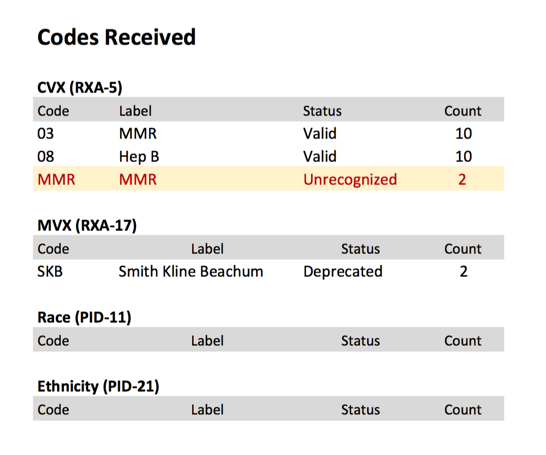 Codes Received
CVX (RXA-5)
Code Label Status Count
03 MMR Valid 10
08 Hep B Valid 10
MMR MMR Unrecognized 2
MVX (RXA-17)
Code Label Status Count
SKB Smith Kline Beachum Deprecated 2
Race (PID-11)
Code Label Status Count
Ethnicity (PID-21)
Code Label Status Count